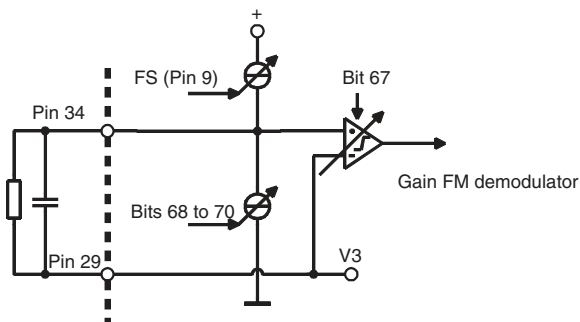 +
FS (Pin 9)
Bit 67
Pin 34
Gain FM demodulator
Bits 68 to 70
Pin 29
V3